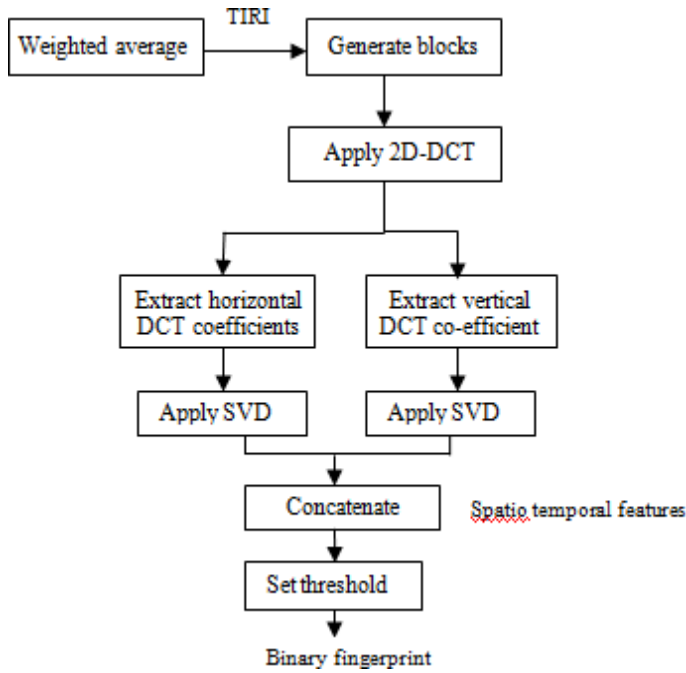 TIRI
Weighted average
Generate blocks
Apply 2D-DCT
Extract horizontal
DCT coefficients
Extract vertical
DCT co-efficient
Apply SVD
Apply SVD
Concatenate
Spatio temporal features
Set threshold
Binary fingerprint